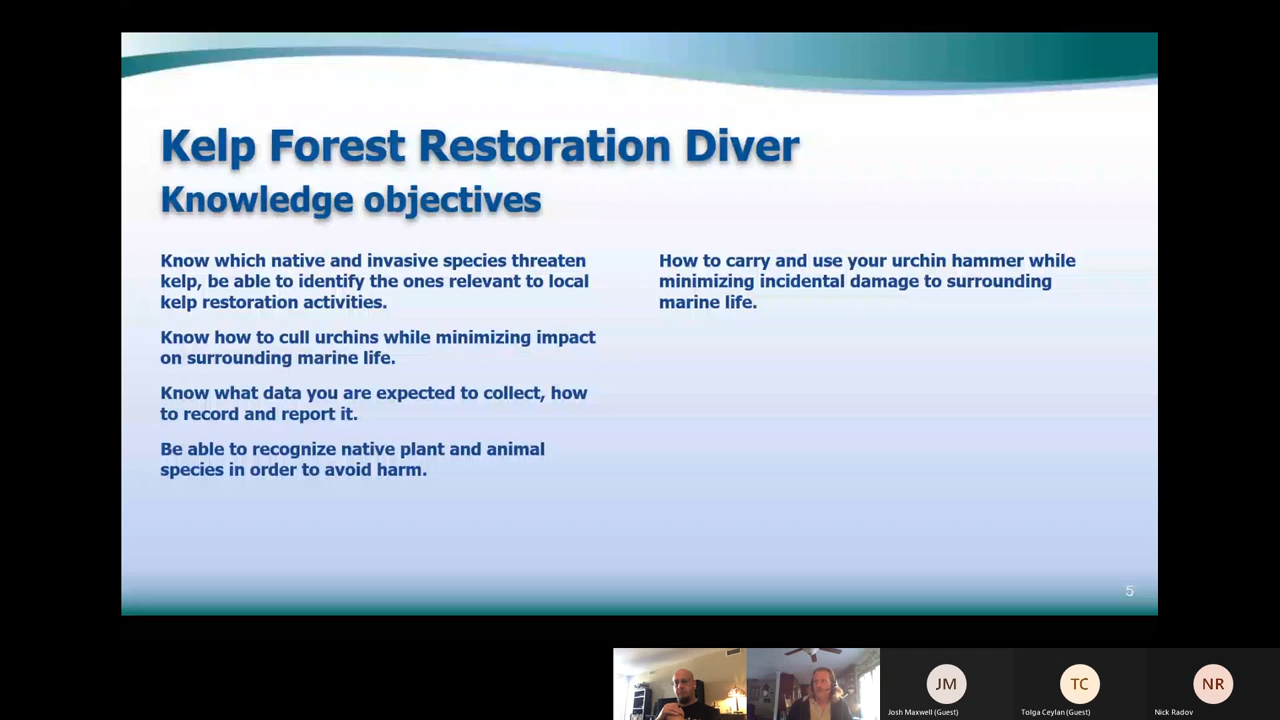 Kelp Forest Restoration Diver
Knowledge objectives
Know which native and invasive species threaten
kelp, be able to identify the ones relevant to local
kelp restoration activities.
Know how to cull urchins while minimizing impact
on surrounding marine life.
Know what data you are expected to collect, how
to record and report it.
Be able to recognize native plant and animal
species in order to avoid harm.
How to carry and use your urchin hammer while
minimizing incidental damage to surrounding
marine life.
5
JM
TC
NR
Josh Maxwell (Guest)
Tolga Ceylan (Guest)
Nick Radov